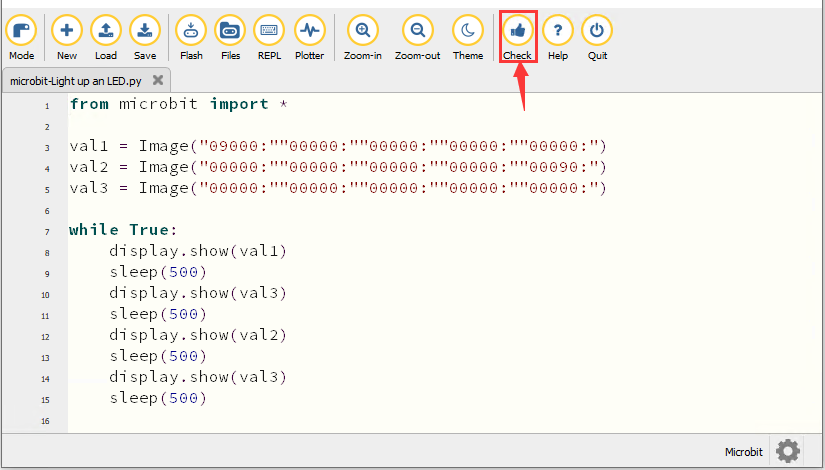 Mode New Load Save Flash Files REPL Plotter Zoom-in Zoom-out Theme Check Help Quit
microbit-Light up an LED.py
1 from microbit import *
2
3 val1 = Image("09000:""00000:""00000:""00000:""00000:")
4 val2 = Image("00000:""00000:""00000:""00000:""00090:")
5 val3 = Image("00000:""00000:""00000:""00000:""00000:")
6
7 while True:
8     display.show(val1)
9     sleep(500)
10     display.show(val3)
11     sleep(500)
12     display.show(val2)
13     sleep(500)
14     display.show(val3)
15     sleep(500)
16
Microbit